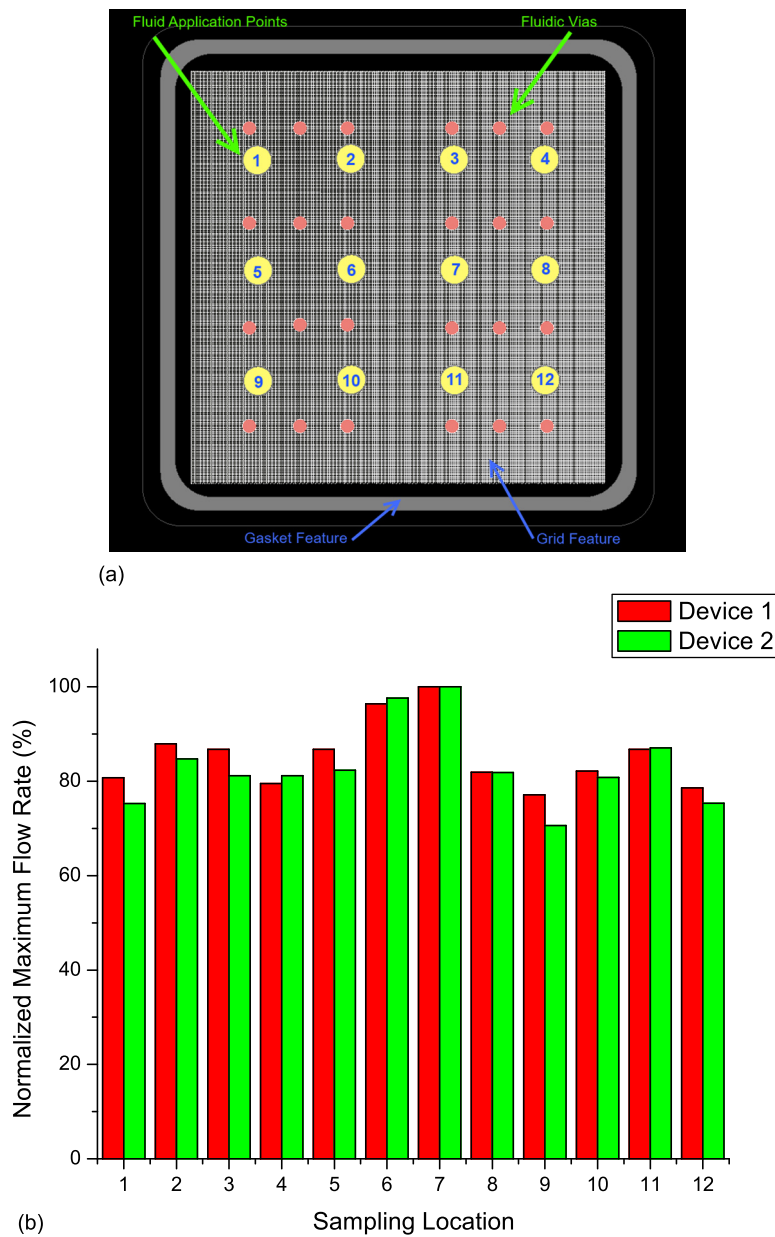 Fluid Application Points
Fluidic Vias
1 2 3 4
5 6 7 8
9 10 11 12
Gasket Feature
Grid Feature
(a)
Device 1
Device 2
Normalized Maximum Flow Rate (%)
100
80
60
40
20
0
1 2 3 4 5 6 7 8 9 10 11 12
Sampling Location
(b)